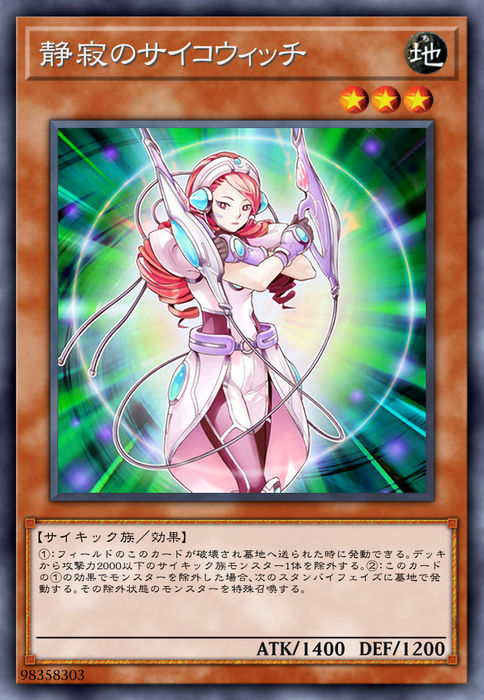 静寂のサイコウィッチ
ち
地
【サイキック族／効果】
①：フィールドのこのカードが破壊され墓地へ送られた時に発動できる。デッキ
から攻撃力2000以下のサイキック族モンスター1体を除外する。②：このカード
の①の効果でモンスターを除外した場合、次のスタンバイフェイズに墓地で発
動する。その除外状態のモンスターを特殊召喚する。
ATK/1400 DEF/1200
98358303